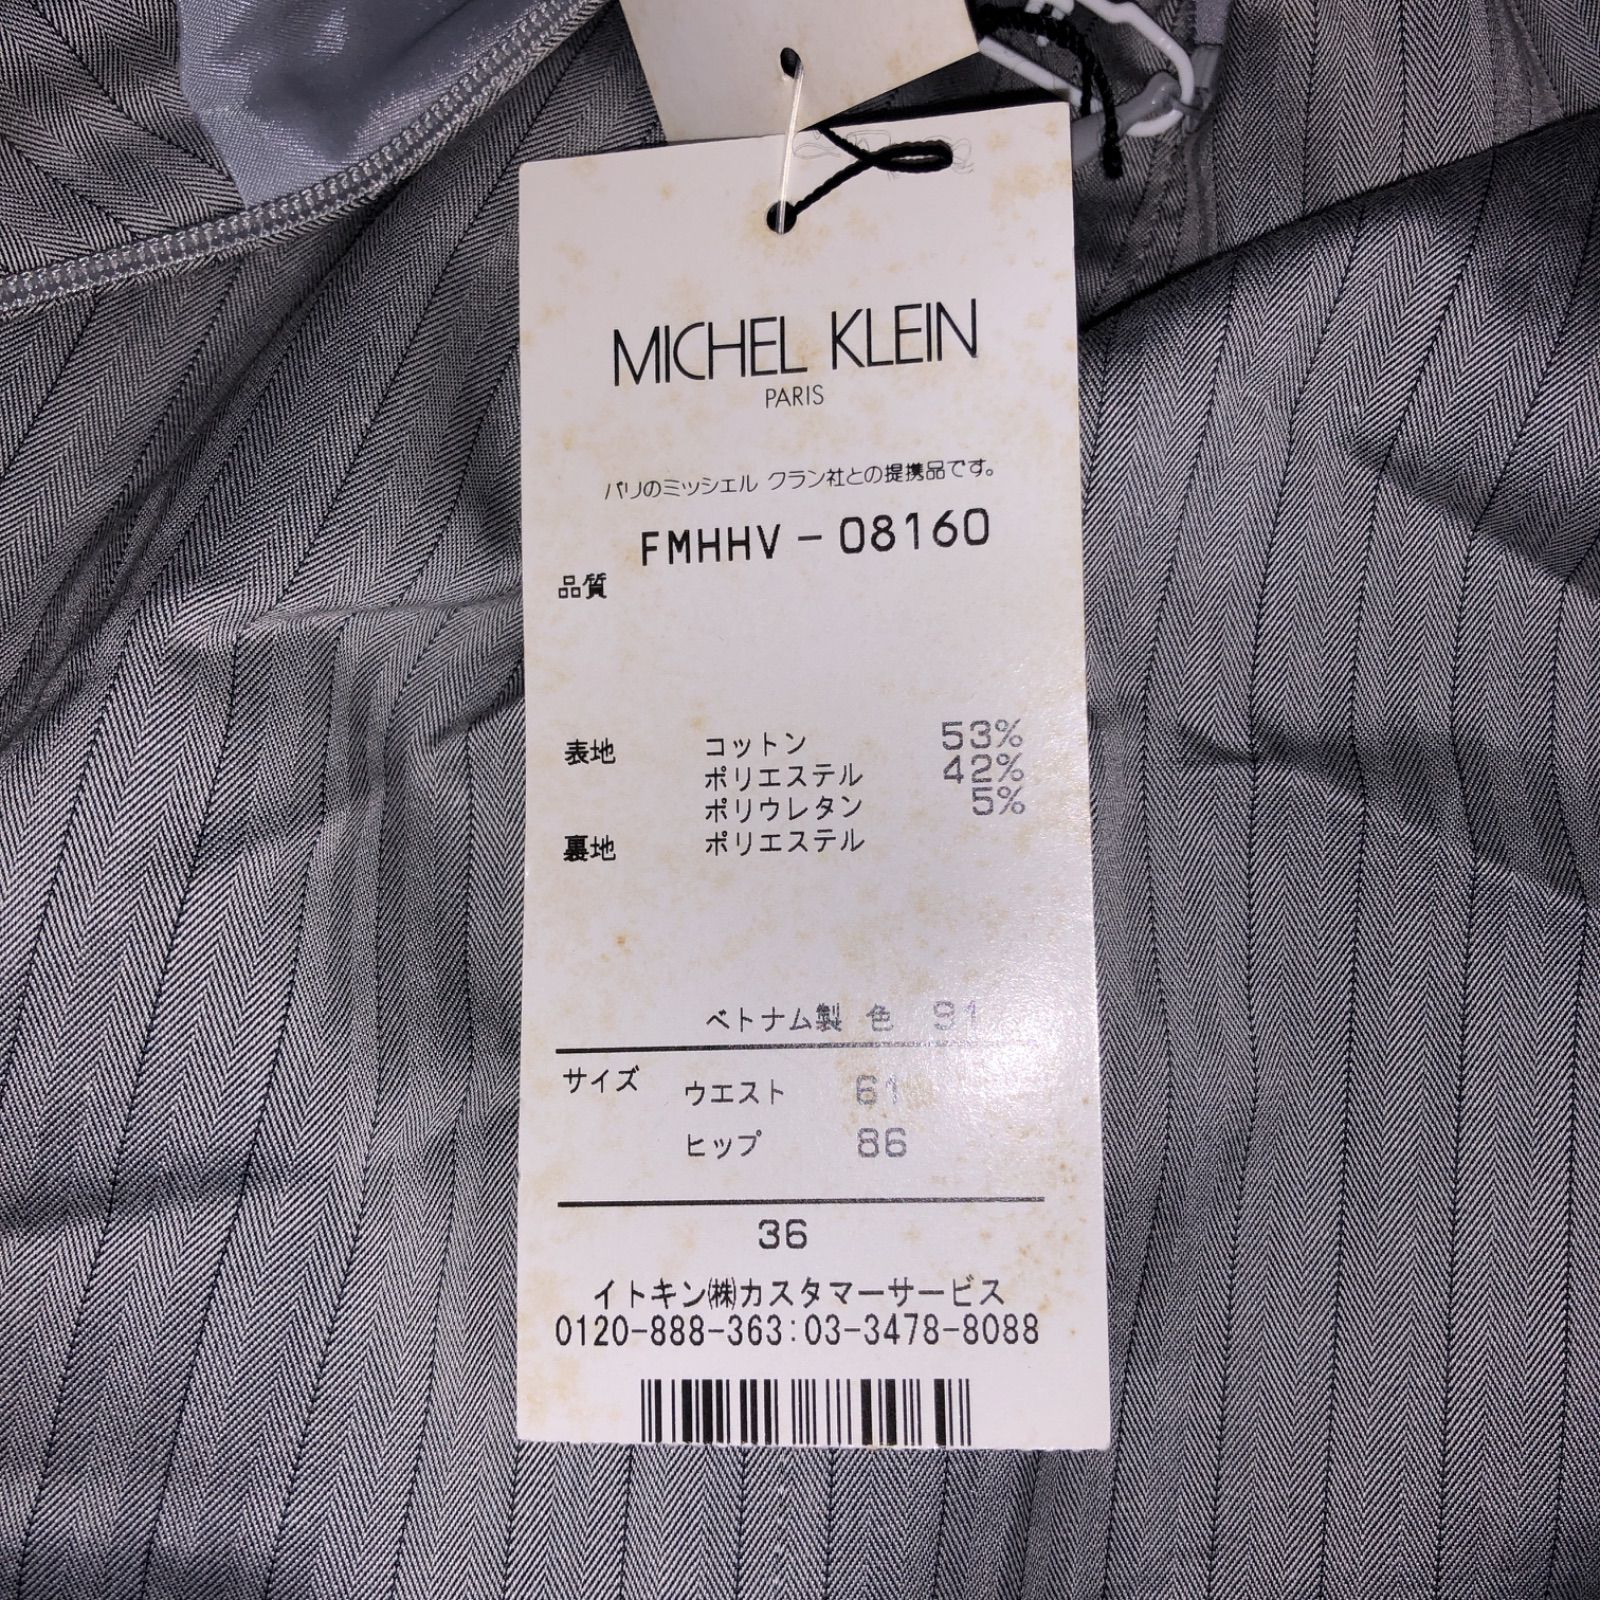 MICHEL KLEIN
PARIS
パリのミッシェル クラン社との提携品です。
FMHHV-08160
品質
表地 コットン 53%
ポリエステル 42%
ポリウレタン 5%
裏地 ポリエステル
ベトナム製 色 91
サイズ ウエスト 61
ヒップ 86
36
イトキン㈱カスタマーサービス
0120-888-363:03-3478-8088